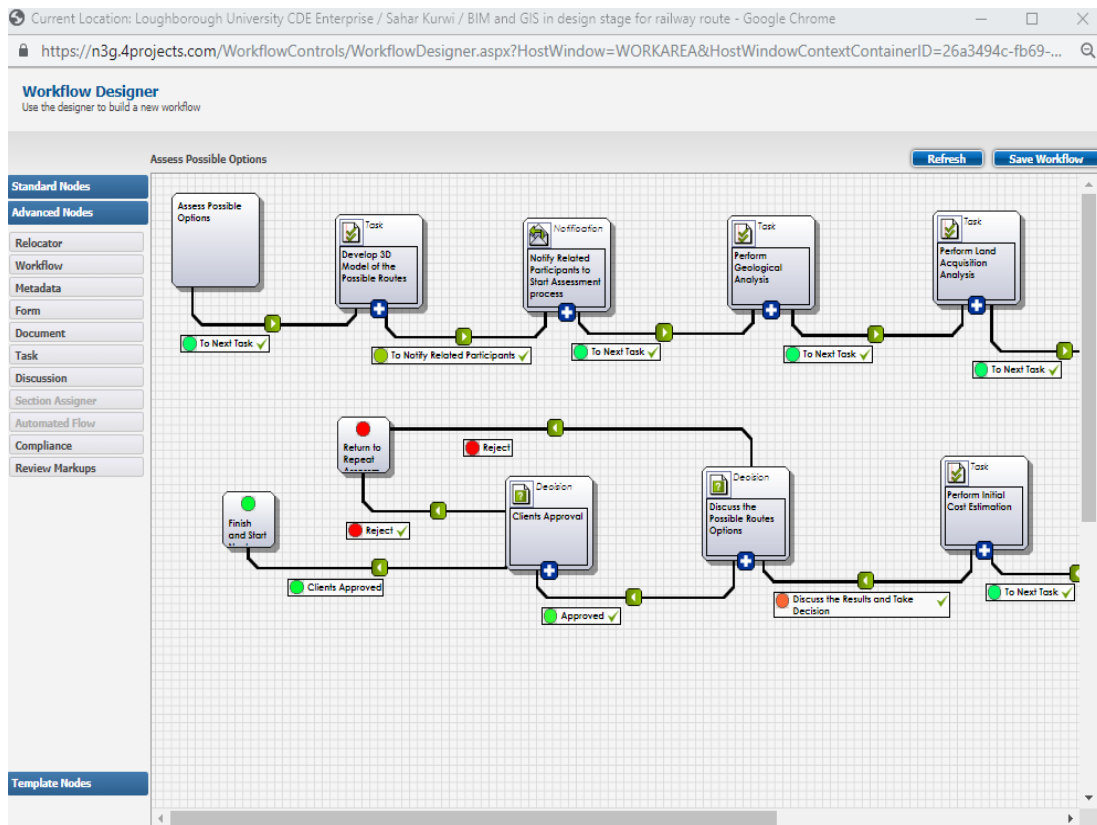 Current Location: Loughborough University CDE Enterprise / Sahar Kurwi / BIM and GIS in design stage for railway route - Google Chrome
https://n3g.4projects.com/WorkflowControls/WorkflowDesigner.aspx?HostWindow=WORKAREA&HostWindowContextContainerID=26a3494c-fb69-...
Workflow Designer
Use the designer to build a new workflow
Assess Possible Options
Refresh
Save Workflow
Standard Nodes
Advanced Nodes
Relocator
Workflow
Metadata
Form
Document
Task
Discussion
Section Assigner
Automated Flow
Compliance
Review Markups
Template Nodes
Assess Possible
Options
Task
Develop 3D
Model of the
Possible Routes
Notification
Notify Related
Participants to
Start Assessment
process
Task
Perform
Geological
Analysis
Task
Perform Land
Acquisition
Analysis
To Next Task
To Notify Related Participants
To Next Task
To Next Task
To Next Task
Return to
Repeat
Reject
Decision
Clients Approval
Decision
Discuss the
Possible Routes
Options
Task
Perform Initial
Cost Estimation
Finish
and Start
Reject
Clients Approved
Approved
Discuss the Results and Take
Decision
To Next Task